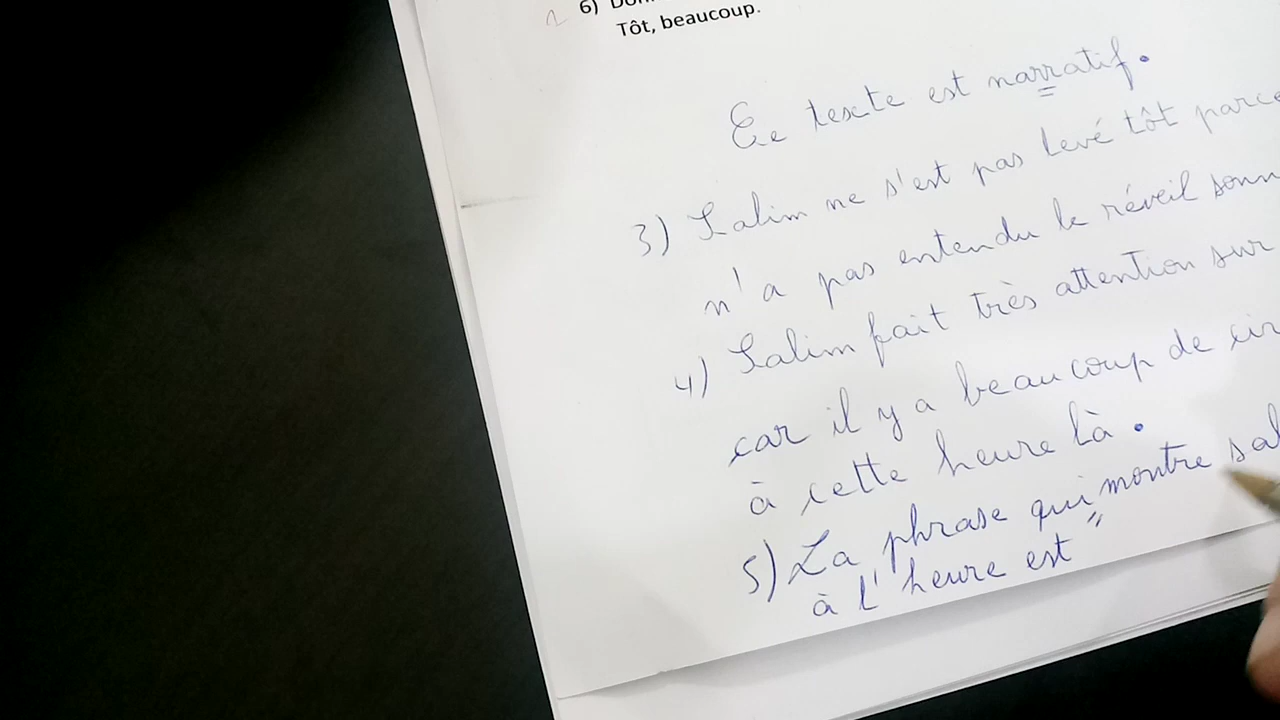 6)
Tôt, beaucoup.
Le texte est narratif.
3) Salim ne s'est pas levé tôt parce
n'a pas entendu le réveil sonn
4) Salim fait très attention sur
car il y a beaucoup de cir
à cette heure là.
5) La phrase qui montre sal
à l'heure est "